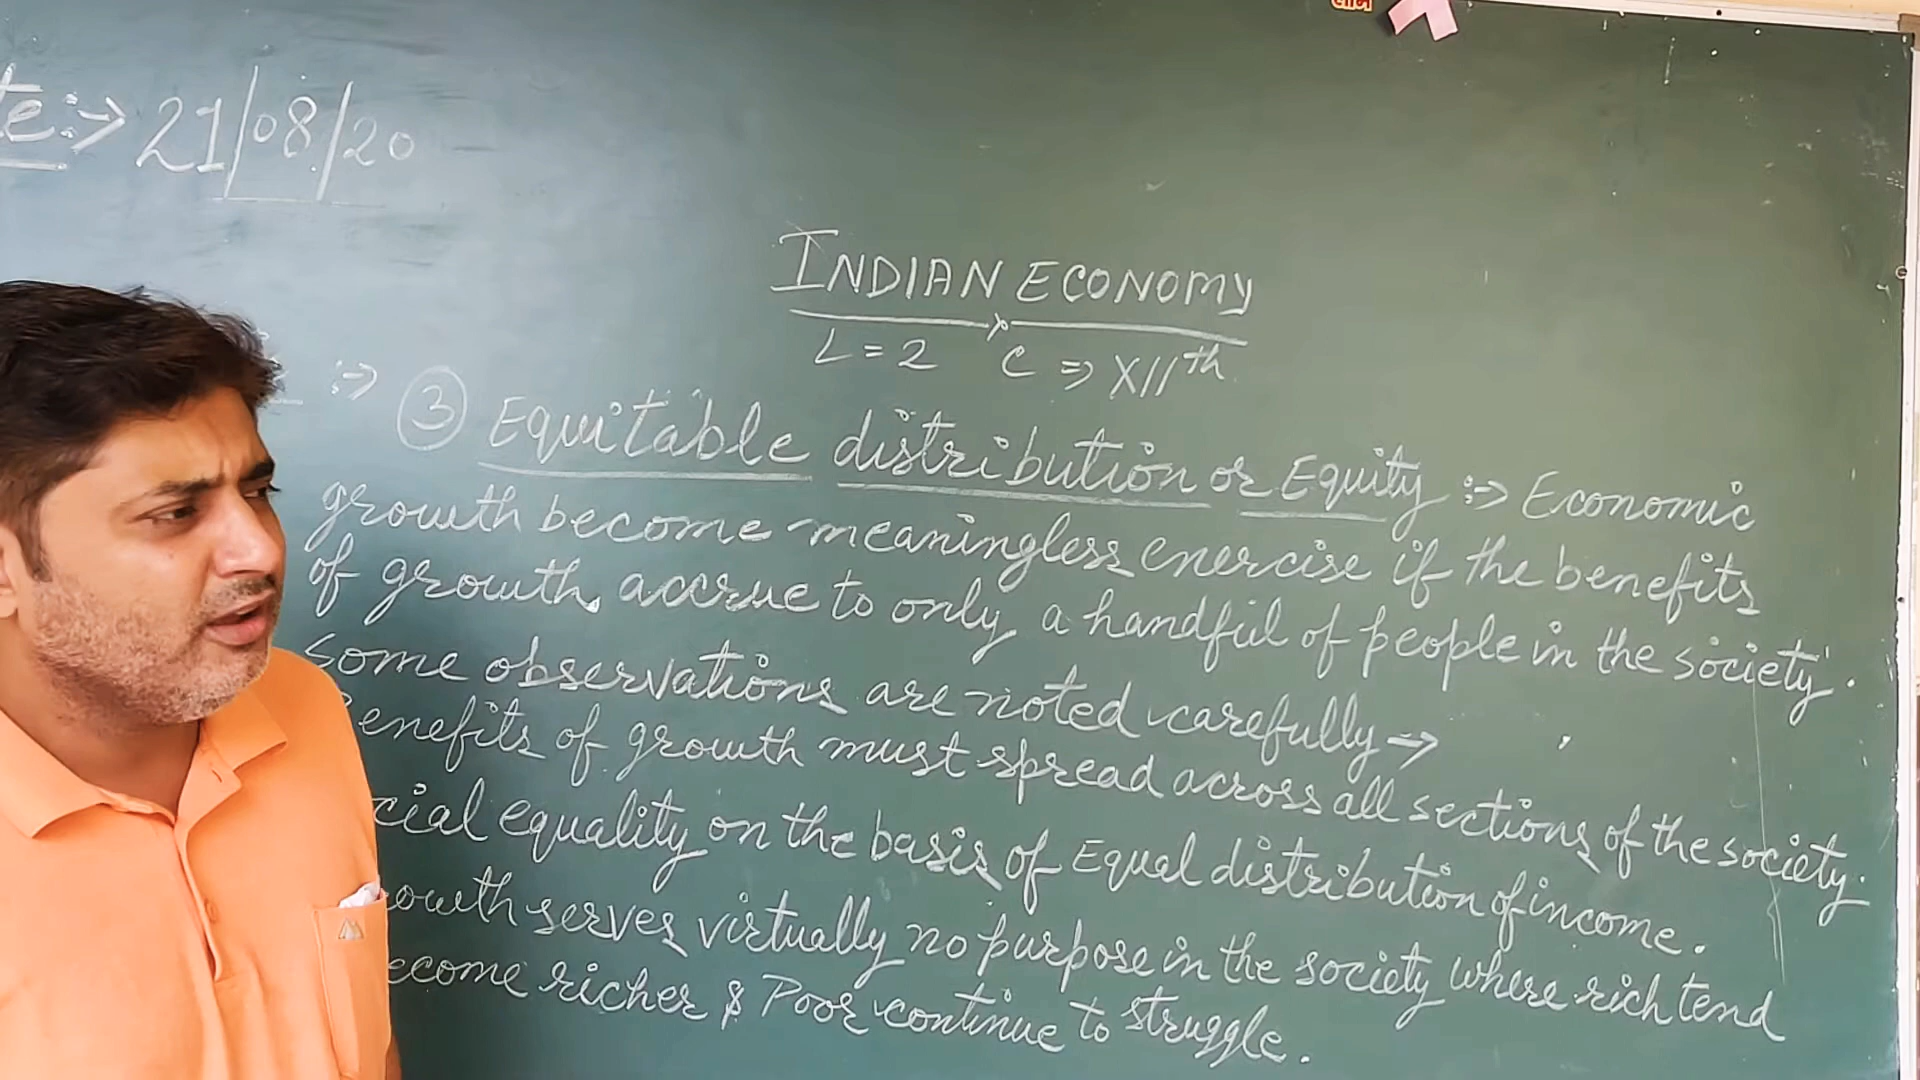 te :-> 21/08/20
INDIAN ECONOMY
L = 2 C => XIIth
:-> ③ Equitable distribution or Equity :-> Economic
growth become meaningless enercise if the benefits
of growth accrue to only a handful of people in the society.
Some observations are noted carefully ->
Benefits of growth must spread across all sections of the society.
cial equality on the basis of Equal distribution of income.
rowth serves virtually no purpose in the society where rich tend
ecome richer & Poor continue to struggle.